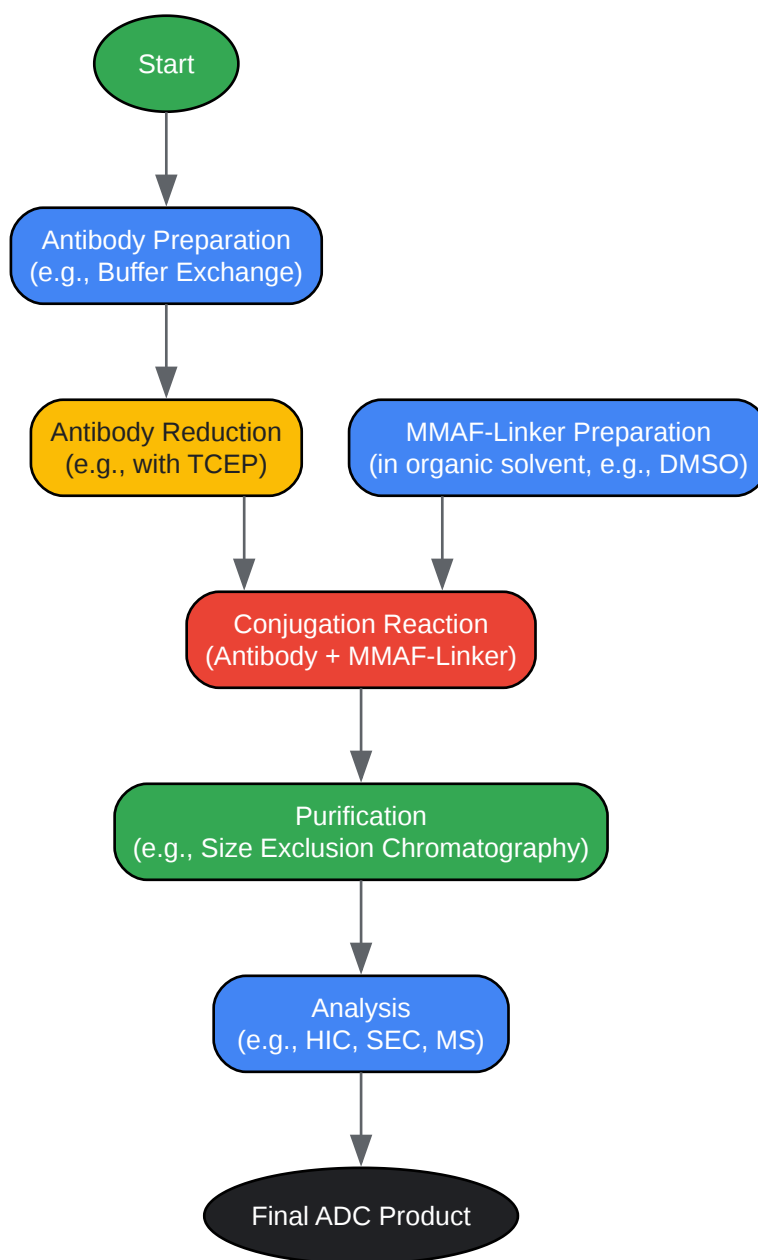 Start
Antibody Preparation
(e.g., Buffer Exchange)
Antibody Reduction
(e.g., with TCEP)
MMAF-Linker Preparation
(in organic solvent, e.g., DMSO)
Conjugation Reaction
(Antibody + MMAF-Linker)
Purification
(e.g., Size Exclusion Chromatography)
Analysis
(e.g., HIC, SEC, MS)
Final ADC Product